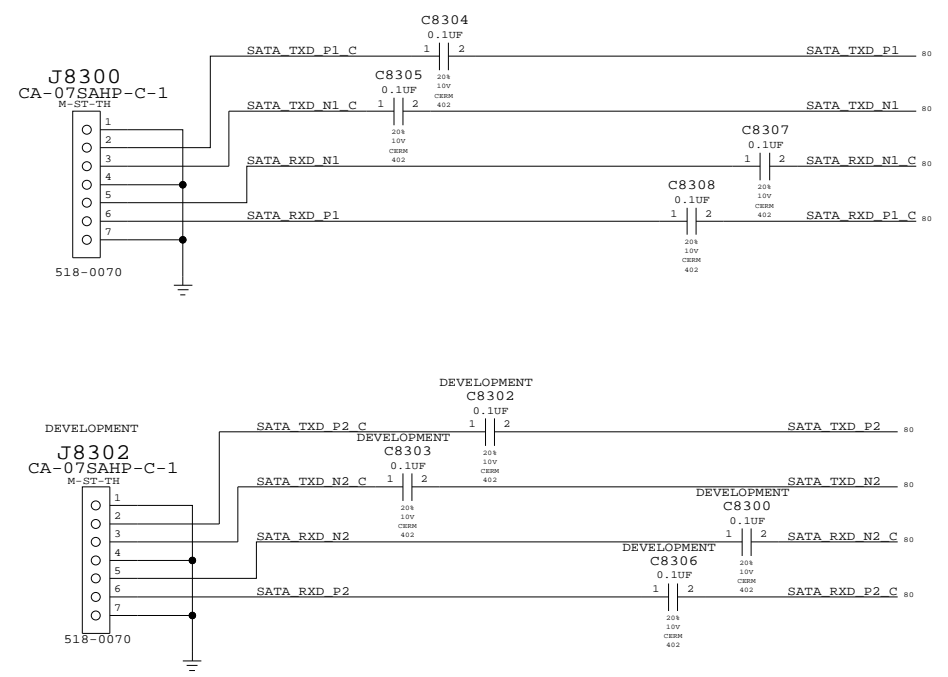 C8304
0.1UF
SATA_TXD_P1_C
1 2
SATA_TXD_P1 80
20%
10V
CERM
402
J8300
CA-07SAHP-C-1
M-ST-TH
C8305
0.1UF
SATA_TXD_N1_C
1 2
SATA_TXD_N1 80
20%
10V
CERM
402
C8307
0.1UF
SATA_RXD_N1
1 2
SATA_RXD_N1_C 80
20%
10V
CERM
402
C8308
0.1UF
SATA_RXD_P1
1 2
SATA_RXD_P1_C 80
20%
10V
CERM
402
1
2
3
4
5
6
7
518-0070
DEVELOPMENT
C8302
0.1UF
SATA_TXD_P2_C
1 2
SATA_TXD_P2 80
20%
10V
CERM
402
DEVELOPMENT
J8302
CA-07SAHP-C-1
M-ST-TH
DEVELOPMENT
C8303
0.1UF
SATA_TXD_N2_C
1 2
SATA_TXD_N2 80
20%
10V
CERM
402
DEVELOPMENT
C8300
0.1UF
SATA_RXD_N2
1 2
SATA_RXD_N2_C 80
20%
10V
CERM
402
DEVELOPMENT
C8306
0.1UF
SATA_RXD_P2
1 2
SATA_RXD_P2_C 80
20%
10V
CERM
402
1
2
3
4
5
6
7
518-0070